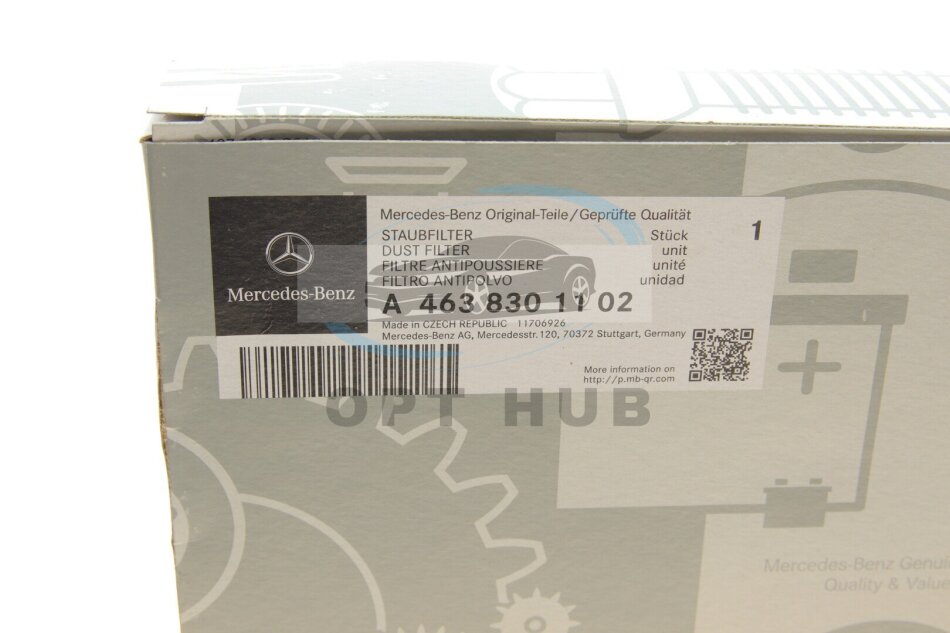 Mercedes-Benz Original-Teile/Geprüfte Qualität
STAUBFILTER Stück 1
DUST FILTER unit
FILTRE ANTIPOUSSIERE unité
FILTRO ANTIPOLVO unidad
Mercedes-Benz
A 463 830 11 02
Made in CZECH REPUBLIC 11706926
Mercedes-Benz AG, Mercedesstr.120, 70372 Stuttgart, Germany
More information on
http://p.mb-qr.com
OPT HUB
Mercedes-Benz
Quality & Value